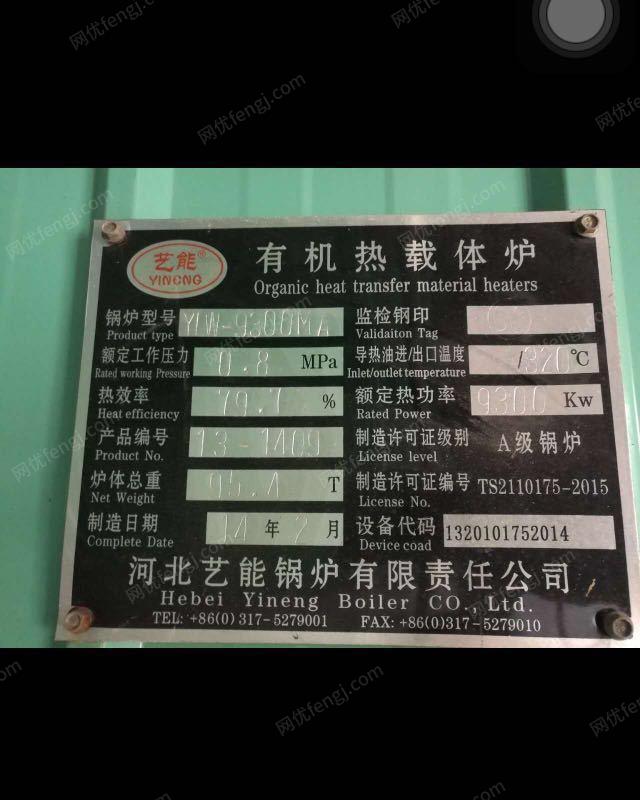 艺能®
YINENG
有机热载体炉
Organic heat transfer material heaters
锅炉型号 YLW-9300MA
Product type
监检钢印
Validaiton Tag
额定工作压力 0.8 MPa
Rated working Pressure
导热油进/出口温度 /320℃
Inlet/outlet temperature
热效率 79.7 %
Heat efficiency
额定热功率 9300 Kw
Rated Power
产品编号 13-1409
Product No.
制造许可证级别 A级锅炉
License level
炉体总重 95.4 T
Net Weight
制造许可证编号 TS2110175-2015
License No.
制造日期 14 年 2 月
Complete Date
设备代码 1320101752014
Device coad
河北艺能锅炉有限责任公司
Hebei Yineng Boiler CO., Ltd.
TEL: +86(0)317-5279001 FAX: +86(0)317-5279010
网优fengj.com